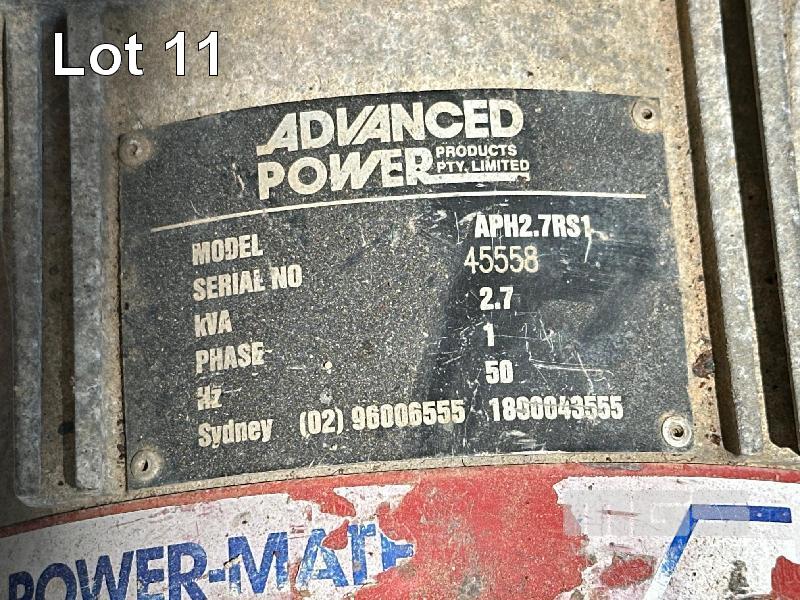 Lot 11
ADVANCED
POWER PRODUCTS PTY. LIMITED
MODEL APH2.7RS1
SERIAL NO 45558
kVA 2.7
PHASE 1
Hz 50
Sydney (02) 96006555 1800043555
POWER-MATE